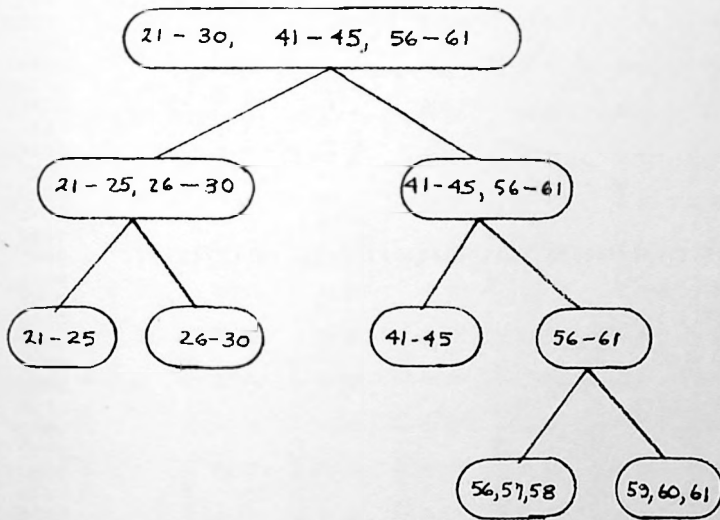 21 - 30, 41 - 45, 56 - 61
21 - 25, 26 - 30
41 - 45, 56 - 61
21 - 25
26 - 30
41 - 45
56 - 61
56, 57, 58
59, 60, 61